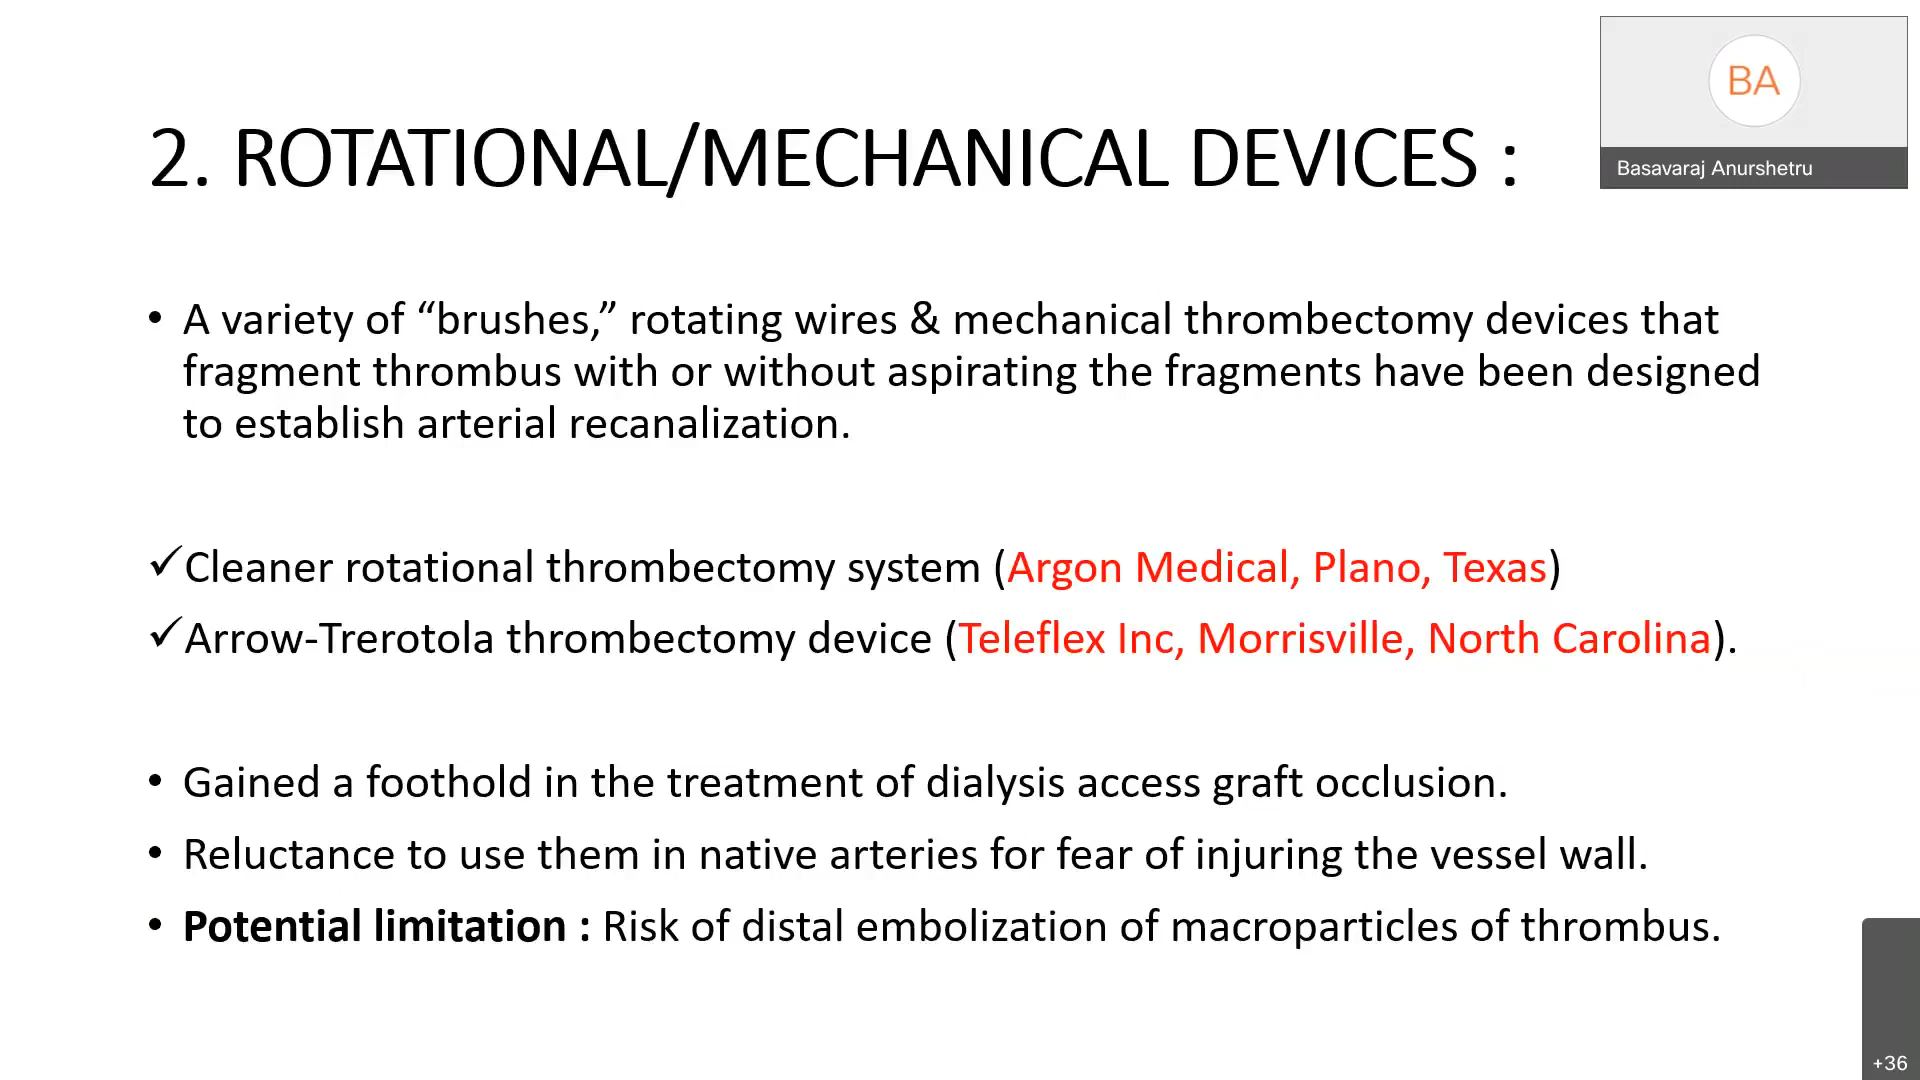 BA
Basavaraj Anurshetru
2. ROTATIONAL/MECHANICAL DEVICES :
• A variety of “brushes,” rotating wires & mechanical thrombectomy devices that
fragment thrombus with or without aspirating the fragments have been designed
to establish arterial recanalization.
✓Cleaner rotational thrombectomy system (Argon Medical, Plano, Texas)
✓Arrow-Trerotola thrombectomy device (Teleflex Inc, Morrisville, North Carolina).
• Gained a foothold in the treatment of dialysis access graft occlusion.
• Reluctance to use them in native arteries for fear of injuring the vessel wall.
• Potential limitation : Risk of distal embolization of macroparticles of thrombus.
+36